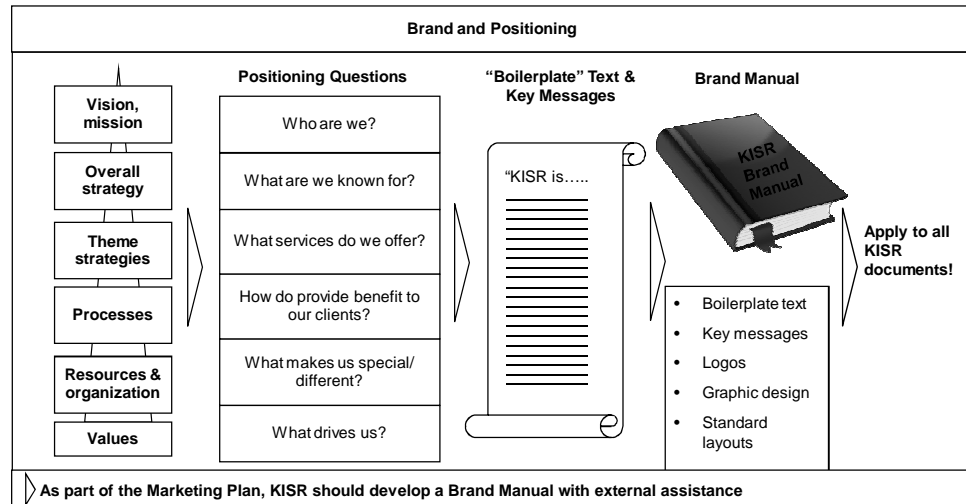 Brand and Positioning
Vision,
mission
Overall
strategy
Theme
strategies
Processes
Resources &
organization
Values
Positioning Questions
Who are we?
What are we known for?
What services do we offer?
How do provide benefit to
our clients?
What makes us special/
different?
What drives us?
“Boilerplate” Text &
Key Messages
“KISR is…..
Brand Manual
KISR
Brand
Manual
• Boilerplate text
• Key messages
• Logos
• Graphic design
• Standard
layouts
Apply to all
KISR
documents!
As part of the Marketing Plan, KISR should develop a Brand Manual with external assistance